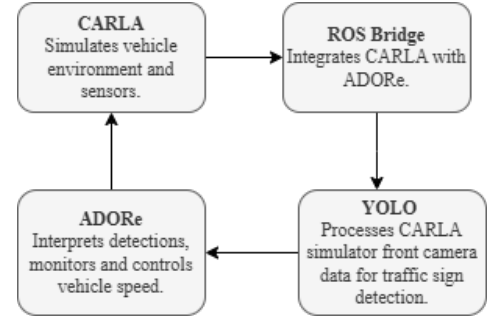 CARLA
Simulates vehicle
environment and
sensors.
ROS Bridge
Integrates CARLA with
ADORe.
ADORe
Interprets detections,
monitors and controls
vehicle speed.
YOLO
Processes CARLA
simulator front camera
data for traffic sign
detection.